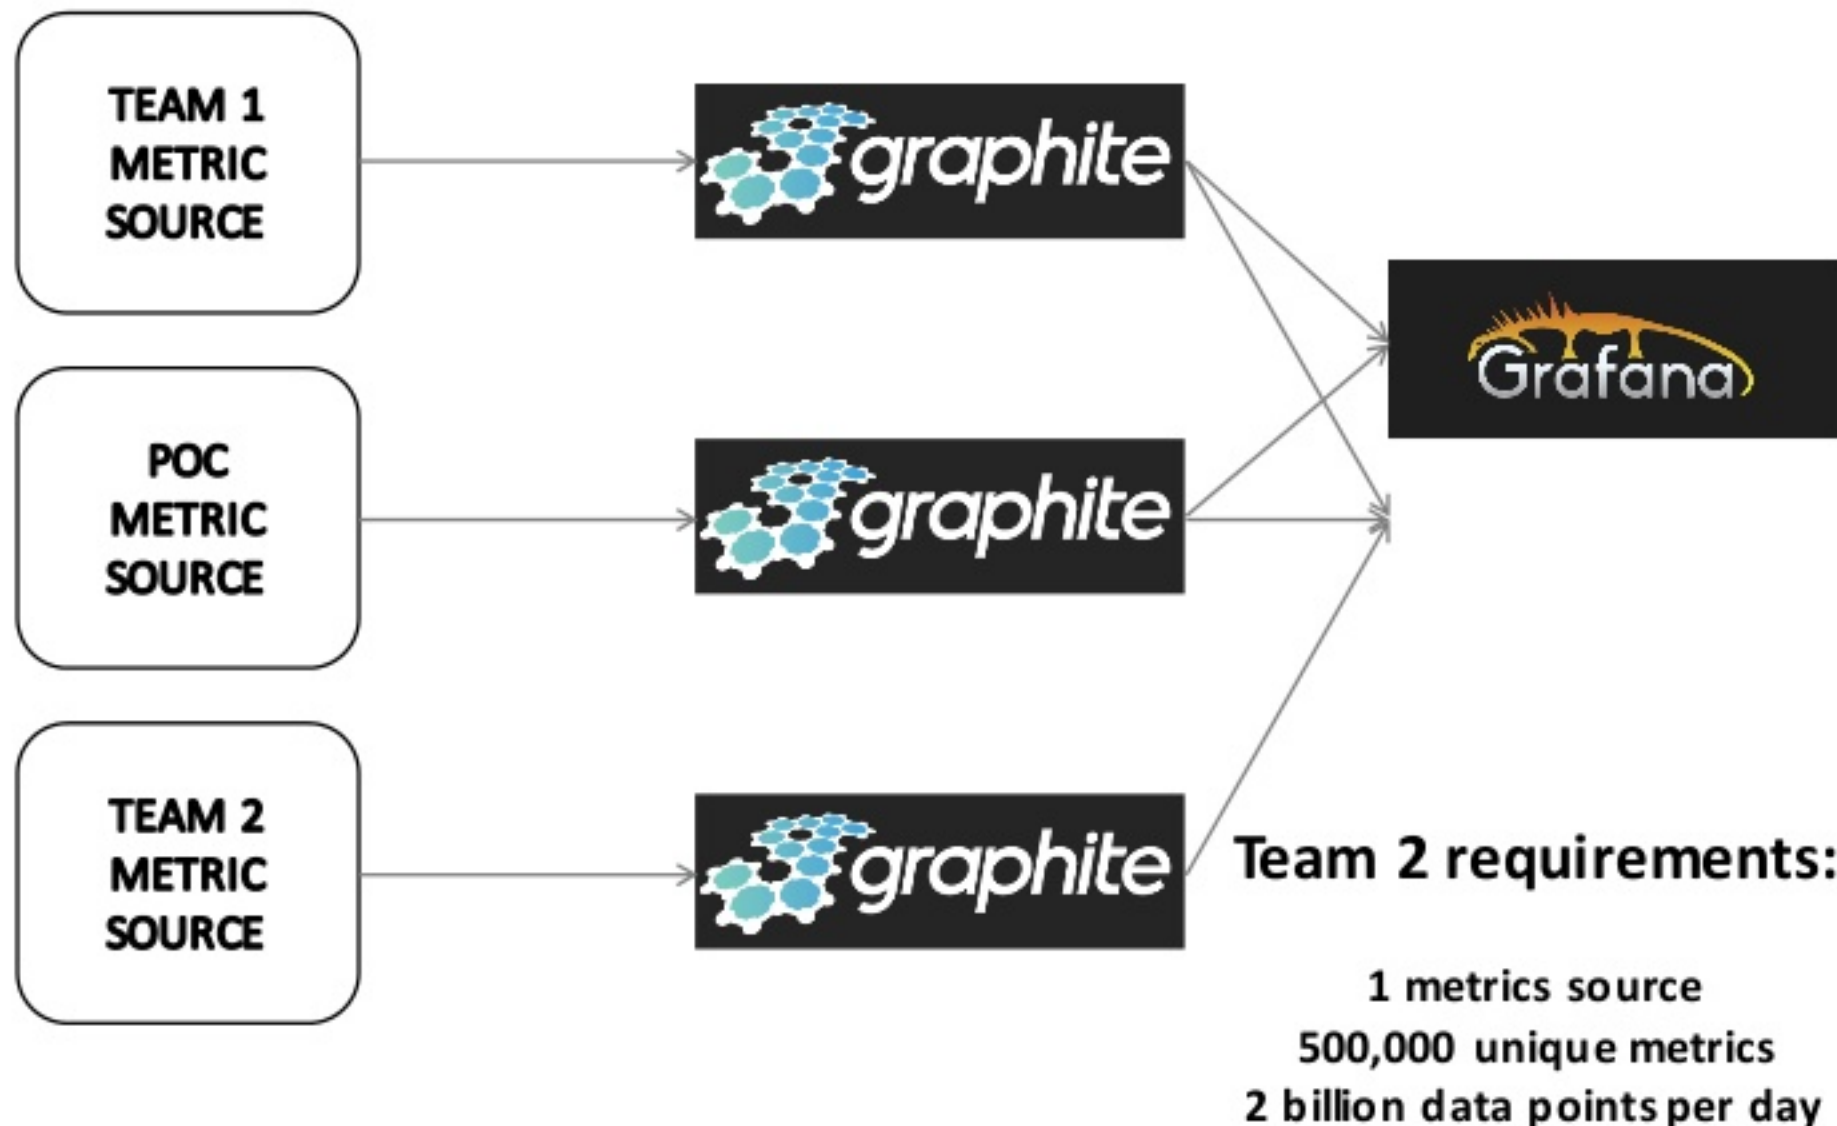 TEAM 1
METRIC
SOURCE
graphite
Grafana
POC
METRIC
SOURCE
graphite
TEAM 2
METRIC
SOURCE
graphite
Team 2 requirements:
1 metrics source
500,000 unique metrics
2 billion data points per day